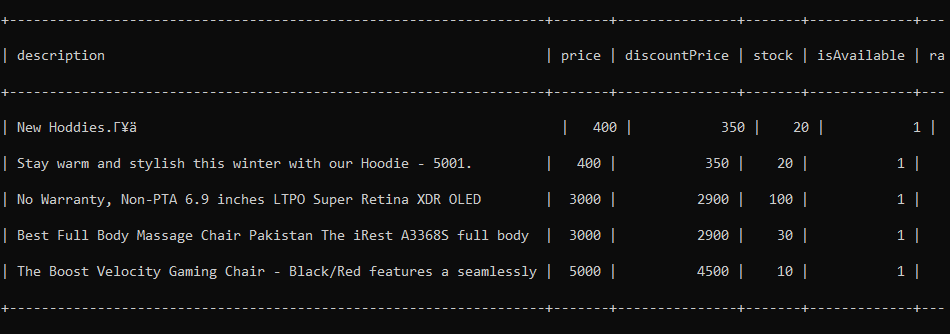 description | price | discountPrice | stock | isAvailable | ra
New Hoddies.Γ¥ä | 400 | 350 | 20 | 1 |
Stay warm and stylish this winter with our Hoodie - 5001. | 400 | 350 | 20 | 1 |
No Warranty, Non-PTA 6.9 inches LTPO Super Retina XDR OLED | 3000 | 2900 | 100 | 1 |
Best Full Body Massage Chair Pakistan The iRest A3368S full body | 3000 | 2900 | 30 | 1 |
The Boost Velocity Gaming Chair - Black/Red features a seamlessly | 5000 | 4500 | 10 | 1 |